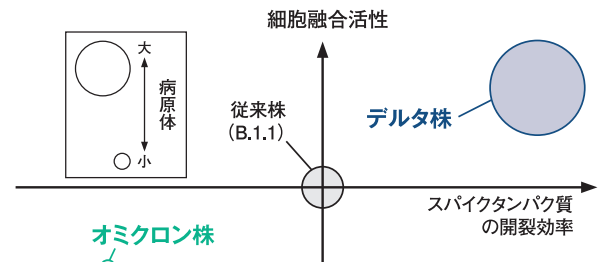 細胞融合活性
大
病原体
小
従来株
(B.1.1)
デルタ株
スパイクタンパク質
の開裂効率
オミクロン株